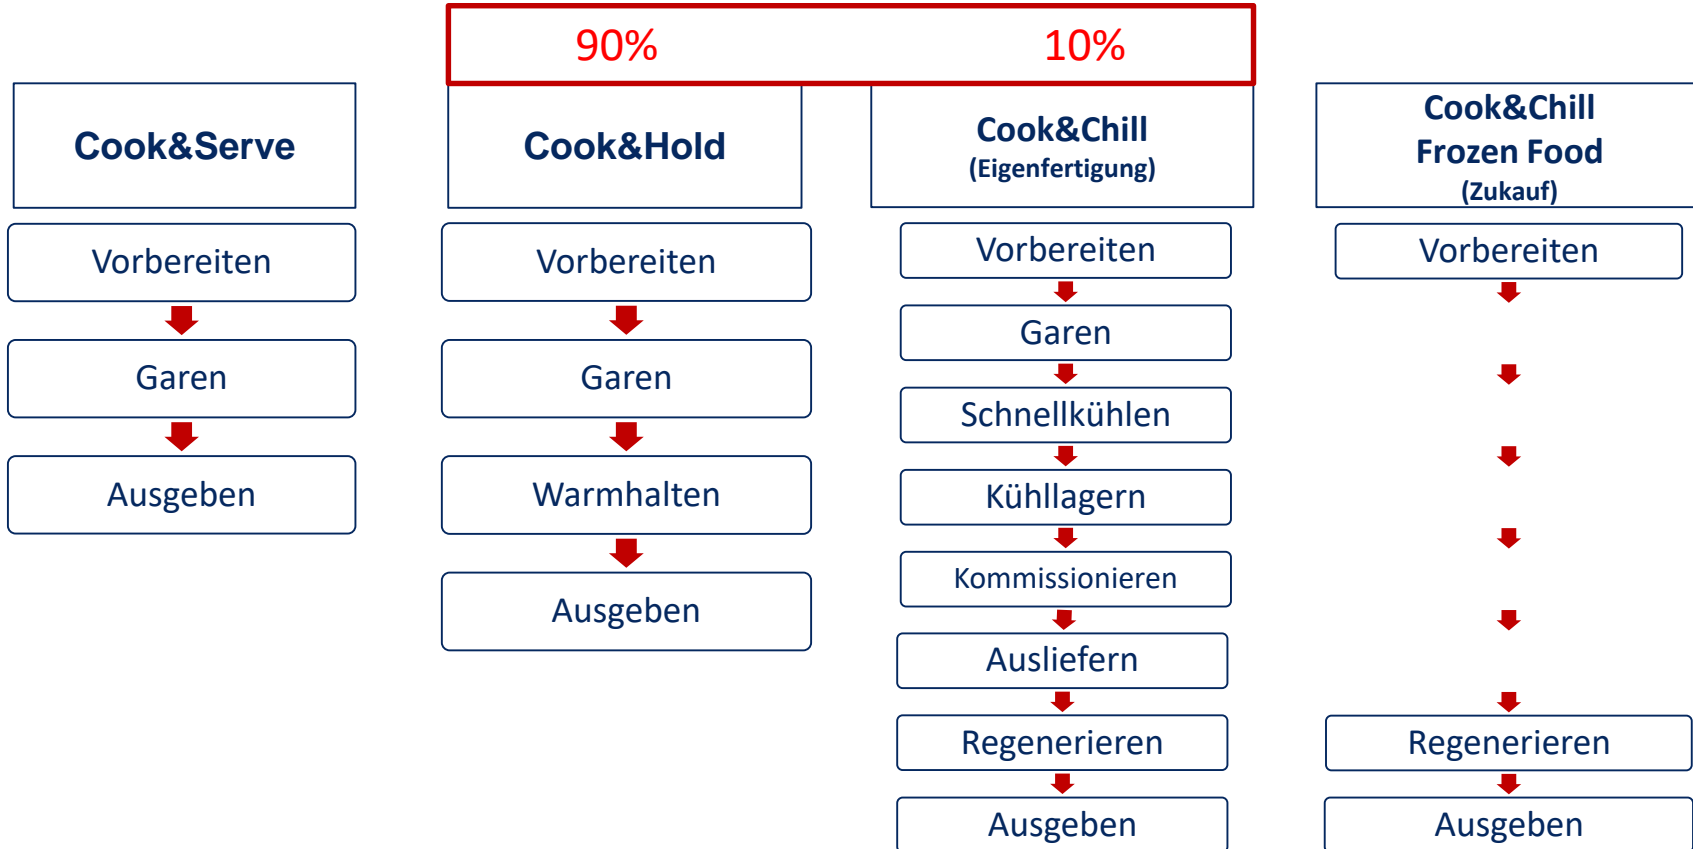 90%
10%
Cook&Serve
Vorbereiten
Garen
Ausgeben
Cook&Hold
Vorbereiten
Garen
Warmhalten
Ausgeben
Cook&Chill
(Eigenfertigung)
Vorbereiten
Garen
Schnellkühlen
Kühllagern
Kommissionieren
Ausliefern
Regenerieren
Ausgeben
Cook&Chill
Frozen Food
(Zukauf)
Vorbereiten
Regenerieren
Ausgeben